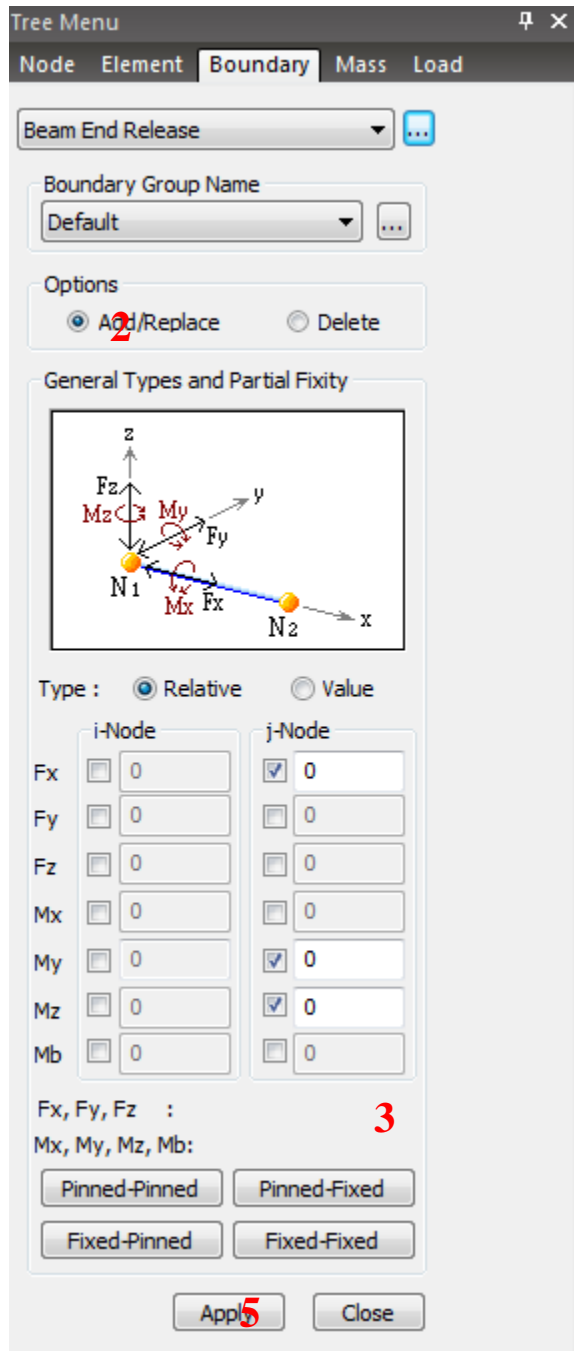 Tree Menu
Node Element Boundary Mass Load
Beam End Release
...
Boundary Group Name
Default
...
Options
Add/Replace Delete
2
General Types and Partial Fixity
z
Fz
y
Mz My
Fy
N1
Mx Fx
N2
x
Type : Relative Value
i-Node j-Node
Fx 0 0
Fy 0 0
Fz 0 0
Mx 0 0
My 0 0
Mz 0 0
Mb 0 0
Fx, Fy, Fz :
3
Mx, My, Mz, Mb:
Pinned-Pinned Pinned-Fixed
Fixed-Pinned Fixed-Fixed
Apply Close
5